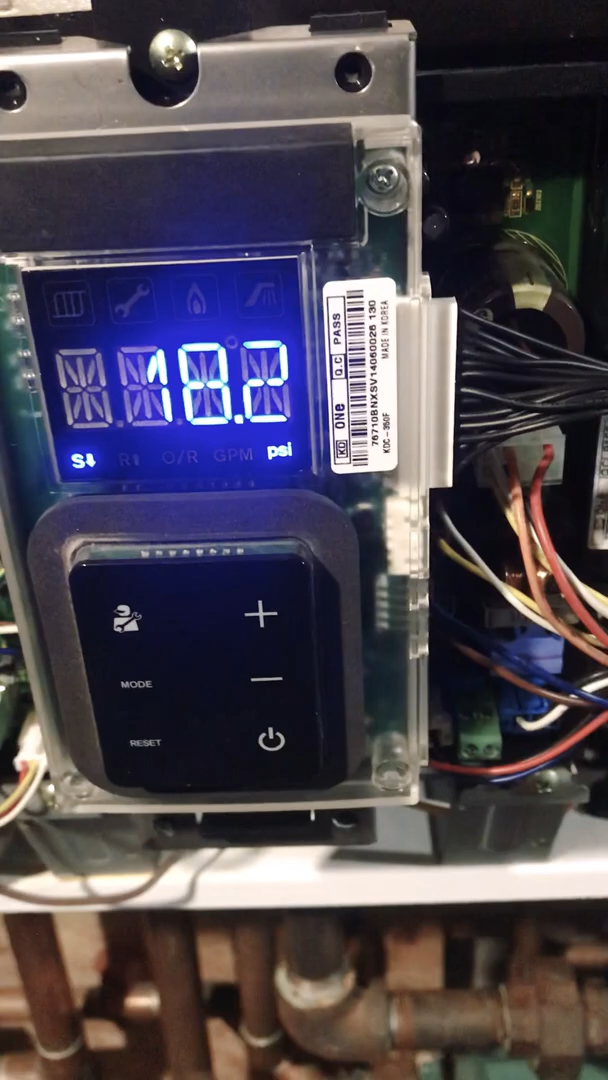 18.2
S↓ R⬆ O/R GPM psi
KD ONE Q.C PASS
76710BNXSV14060026 130
KDC-350F MADE IN KOREA
+
MODE —
RESET